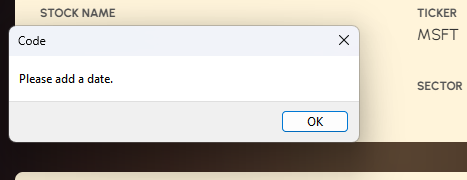 STOCK NAME
TICKER
MSFT
Code
Please add a date.
SECTOR
OK